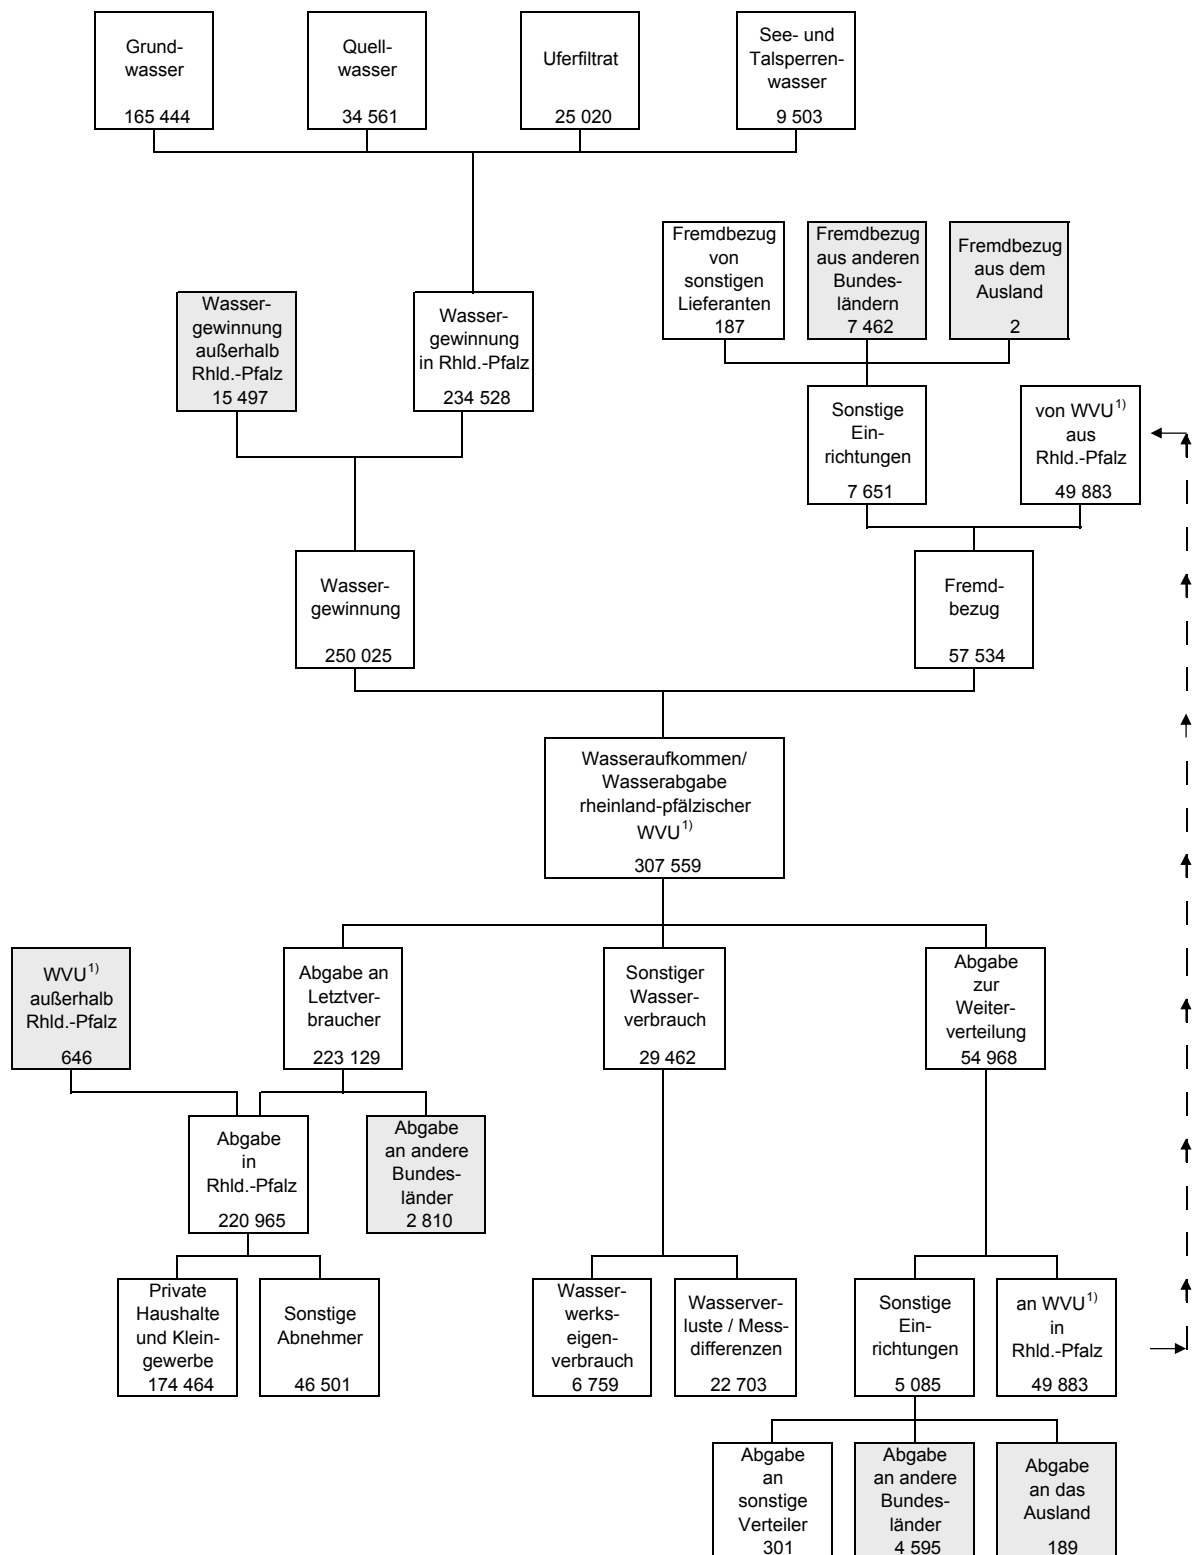 Grund-
wasser
165 444
Quell-
wasser
34 561
Uferfiltrat
25 020
See- und
Talsperren-
wasser
9 503
Fremdbezug
von
sonstigen
Lieferanten
187
Fremdbezug
aus anderen
Bundes-
ländern
7 462
Fremdbezug
aus dem
Ausland
2
Wasser-
gewinnung
außerhalb
Rhld.-Pfalz
15 497
Wasser-
gewinnung
in Rhld.-Pfalz
234 528
Sonstige
Ein-
richtungen
7 651
von WVU1)
aus
Rhld.-Pfalz
49 883
Wasser-
gewinnung
250 025
Fremd-
bezug
57 534
Wasseraufkommen/
Wasserabgabe
rheinland-pfälzischer
WVU1)
307 559
WVU1)
außerhalb
Rhld.-Pfalz
646
Abgabe an
Letztver-
braucher
223 129
Sonstiger
Wasser-
verbrauch
29 462
Abgabe
zur
Weiter-
verteilung
54 968
Abgabe
in
Rhld.-Pfalz
220 965
Abgabe
an andere
Bundes-
länder
2 810
Private
Haushalte
und Klein-
gewerbe
174 464
Sonstige
Abnehmer
46 501
Wasser-
werks-
eigen-
verbrauch
6 759
Wasserver-
luste / Mess-
differenzen
22 703
Sonstige
Ein-
richtungen
5 085
an WVU1)
in
Rhld.-Pfalz
49 883
Abgabe
an
sonstige
Verteiler
301
Abgabe
an andere
Bundes-
länder
4 595
Abgabe
an das
Ausland
189